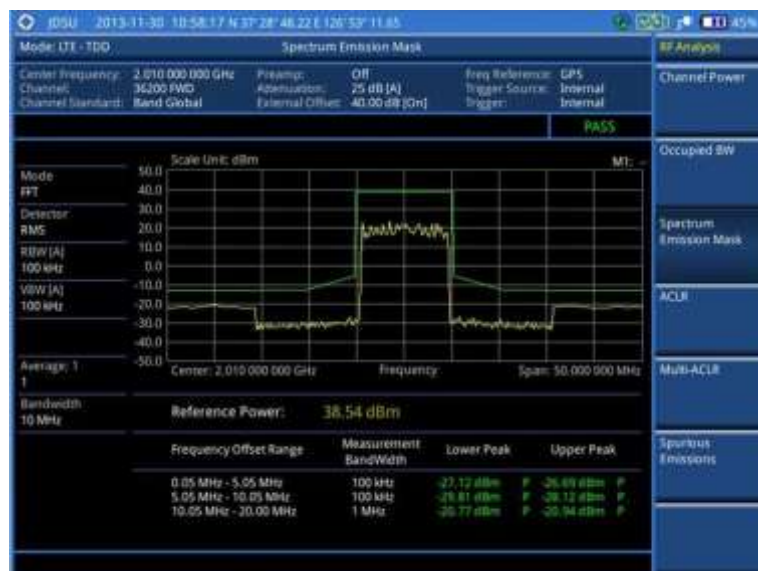 JDSU 2013-11-30 10:58:17 N 37° 28' 48.22 E 126° 53' 11.65 45%
Mode: LTE - TDD Spectrum Emission Mask RF Analysis
Center Frequency: 2.010 000 000 GHz Preamp: Off Freq Reference: GPS
Channel: 36200 FWD Attenuation: 25 dB [A] Trigger Source: Internal
Channel Standard: Band Global External Offset: 40.00 dB [On] Trigger: Internal
Channel Power
PASS
Occupied BW
Scale Unit: dBm M1: --
Mode
FFT
Detector
RMS
RBW [A]
100 kHz
VBW [A]
100 kHz
Average: 1
1
Bandwidth
10 MHz
50.0
40.0
30.0
20.0
10.0
0.0
-10.0
-20.0
-30.0
-40.0
-50.0
Center: 2.010 000 000 GHz Frequency Span: 50.000 000 MHz
Spectrum
Emission Mask
ACLR
Multi-ACLR
Spurious
Emissions
Reference Power: 38.54 dBm
Frequency Offset Range Measurement BandWidth Lower Peak Upper Peak
0.05 MHz - 5.05 MHz 100 kHz -27.12 dBm P -26.69 dBm P
5.05 MHz - 10.05 MHz 100 kHz -29.81 dBm P -28.12 dBm P
10.05 MHz - 20.00 MHz 1 MHz -20.77 dBm P -20.94 dBm P